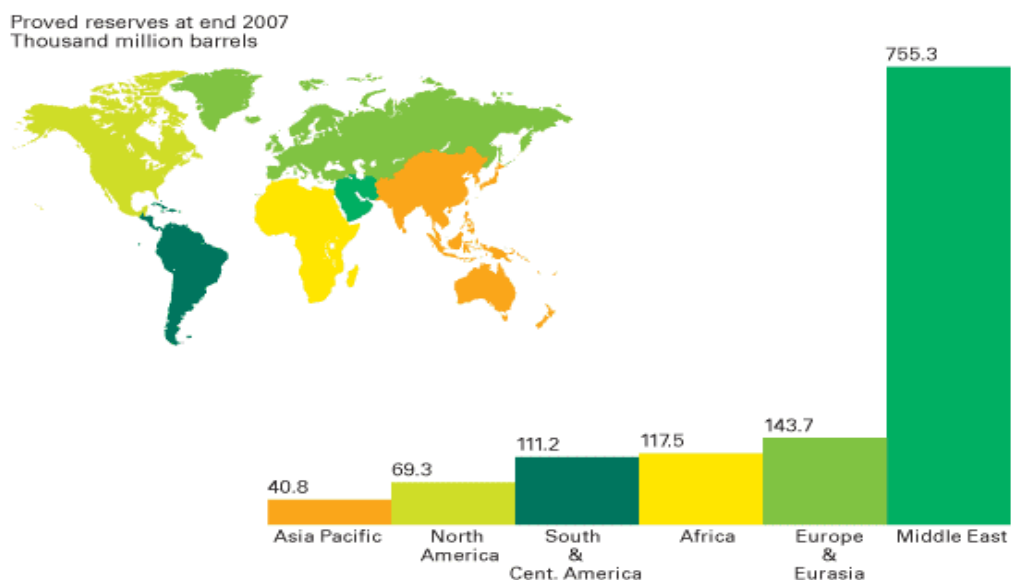 Proved reserves at end 2007
Thousand million barrels
755.3
143.7
117.5
111.2
69.3
40.8
Asia Pacific
North
America
South
&
Cent. America
Africa
Europe
&
Eurasia
Middle East